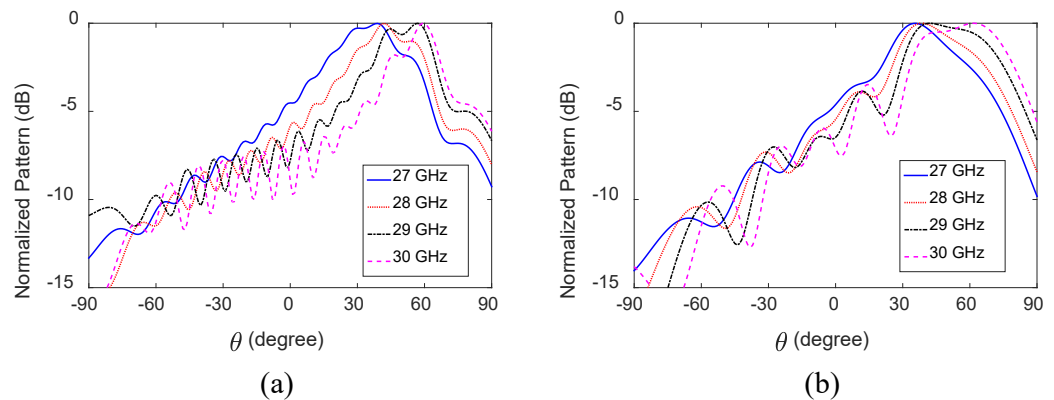 0
-5
-10
-15
-90
-60
-30
0
30
60
90
Normalized Pattern (dB)
θ (degree)
27 GHz
28 GHz
29 GHz
30 GHz
(a)
0
-5
-10
-15
-90
-60
-30
0
30
60
90
Normalized Pattern (dB)
θ (degree)
27 GHz
28 GHz
29 GHz
30 GHz
(b)